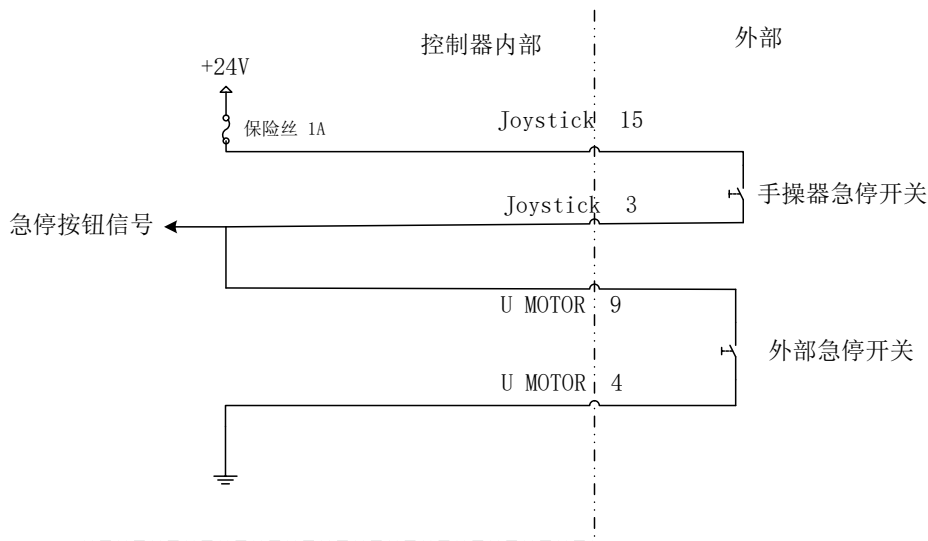 控制器内部
外部
+24V
保险丝 1A
Joystick 15
手操器急停开关
Joystick 3
急停按钮信号
U MOTOR 9
外部急停开关
U MOTOR 4